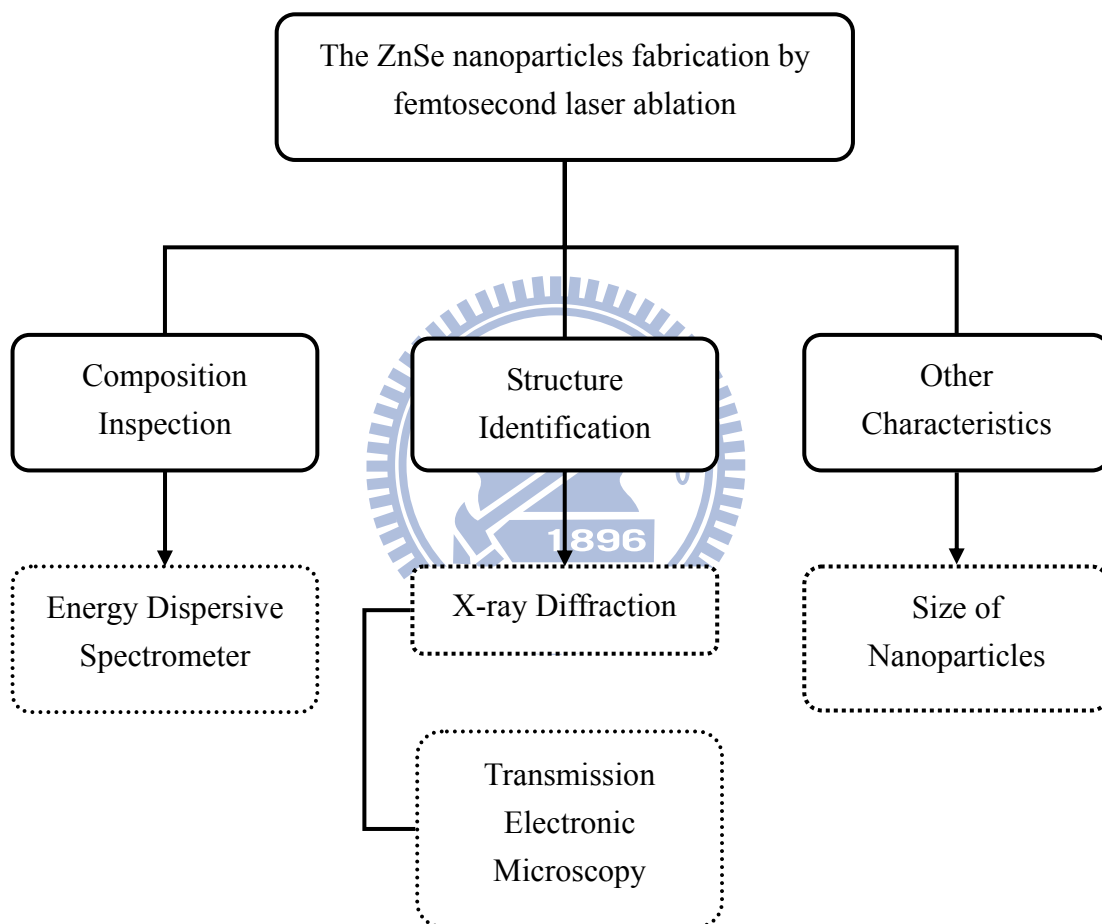 The ZnSe nanoparticles fabrication by
femtosecond laser ablation
Composition
Inspection
Structure
Identification
Other
Characteristics
1896
Energy Dispersive
Spectrometer
X-ray Diffraction
Size of
Nanoparticles
Transmission
Electronic
Microscopy